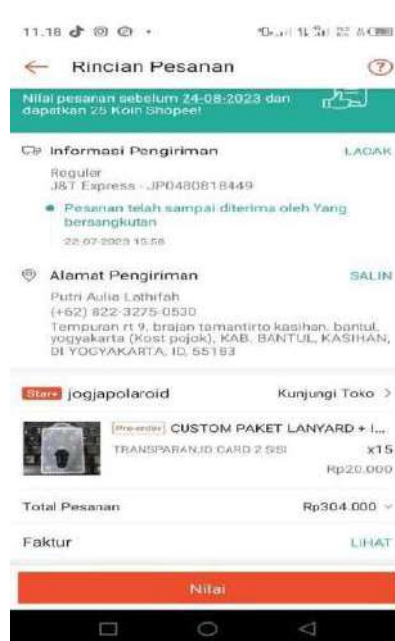 11.18
Rincian Pesanan
Nilai pesanan sebelum 24-08-2023 dan
dapatkan 25 Koin Shopee!
Informasi Pengiriman LACAK
Reguler
J&T Express - JP0480818449
Pesanan telah sampai diterima oleh Yang
bersangkutan
22-07-2023 15:58
Alamat Pengiriman SALIN
Putri Aulia Lathifah
(+62) 822-3275-0530
Tempuran rt 9, brajan tamantirto kasihan, bantul,
yogyakarta (Kost pojok), KAB. BANTUL, KASIHAN,
DI YOGYAKARTA, ID, 55183
Star+ jogjapolaroid Kunjungi Toko >
Pre-order CUSTOM PAKET LANYARD + I...
TRANSPARAN,ID CARD 2 SISI x15
Rp20.000
Total Pesanan Rp304.000
Faktur LIHAT
Nilai